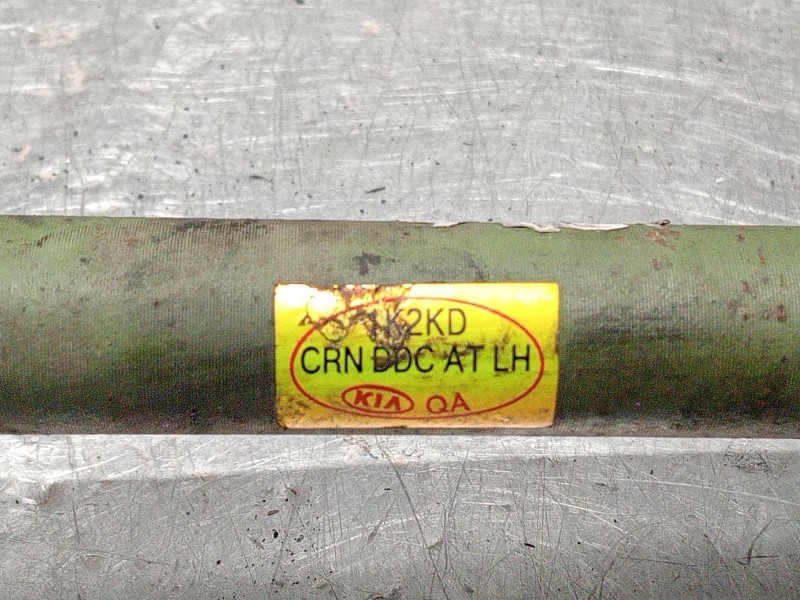 1K2KD
CRN DDC AT LH
KIA QA